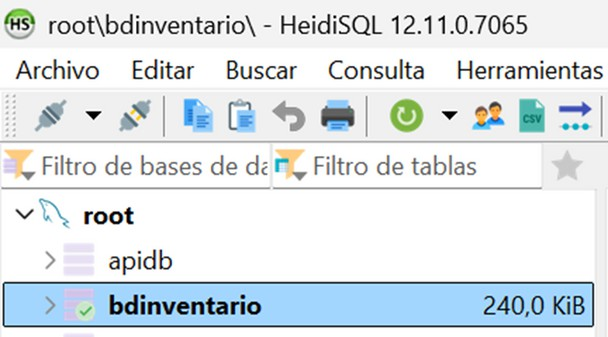 HS root\bdinventario\ - HeidiSQL 12.11.0.7065
Archivo Editar Buscar Consulta Herramientas
CSV
Filtro de bases de da Filtro de tablas
root
apidb
bdinventario 240,0 KiB